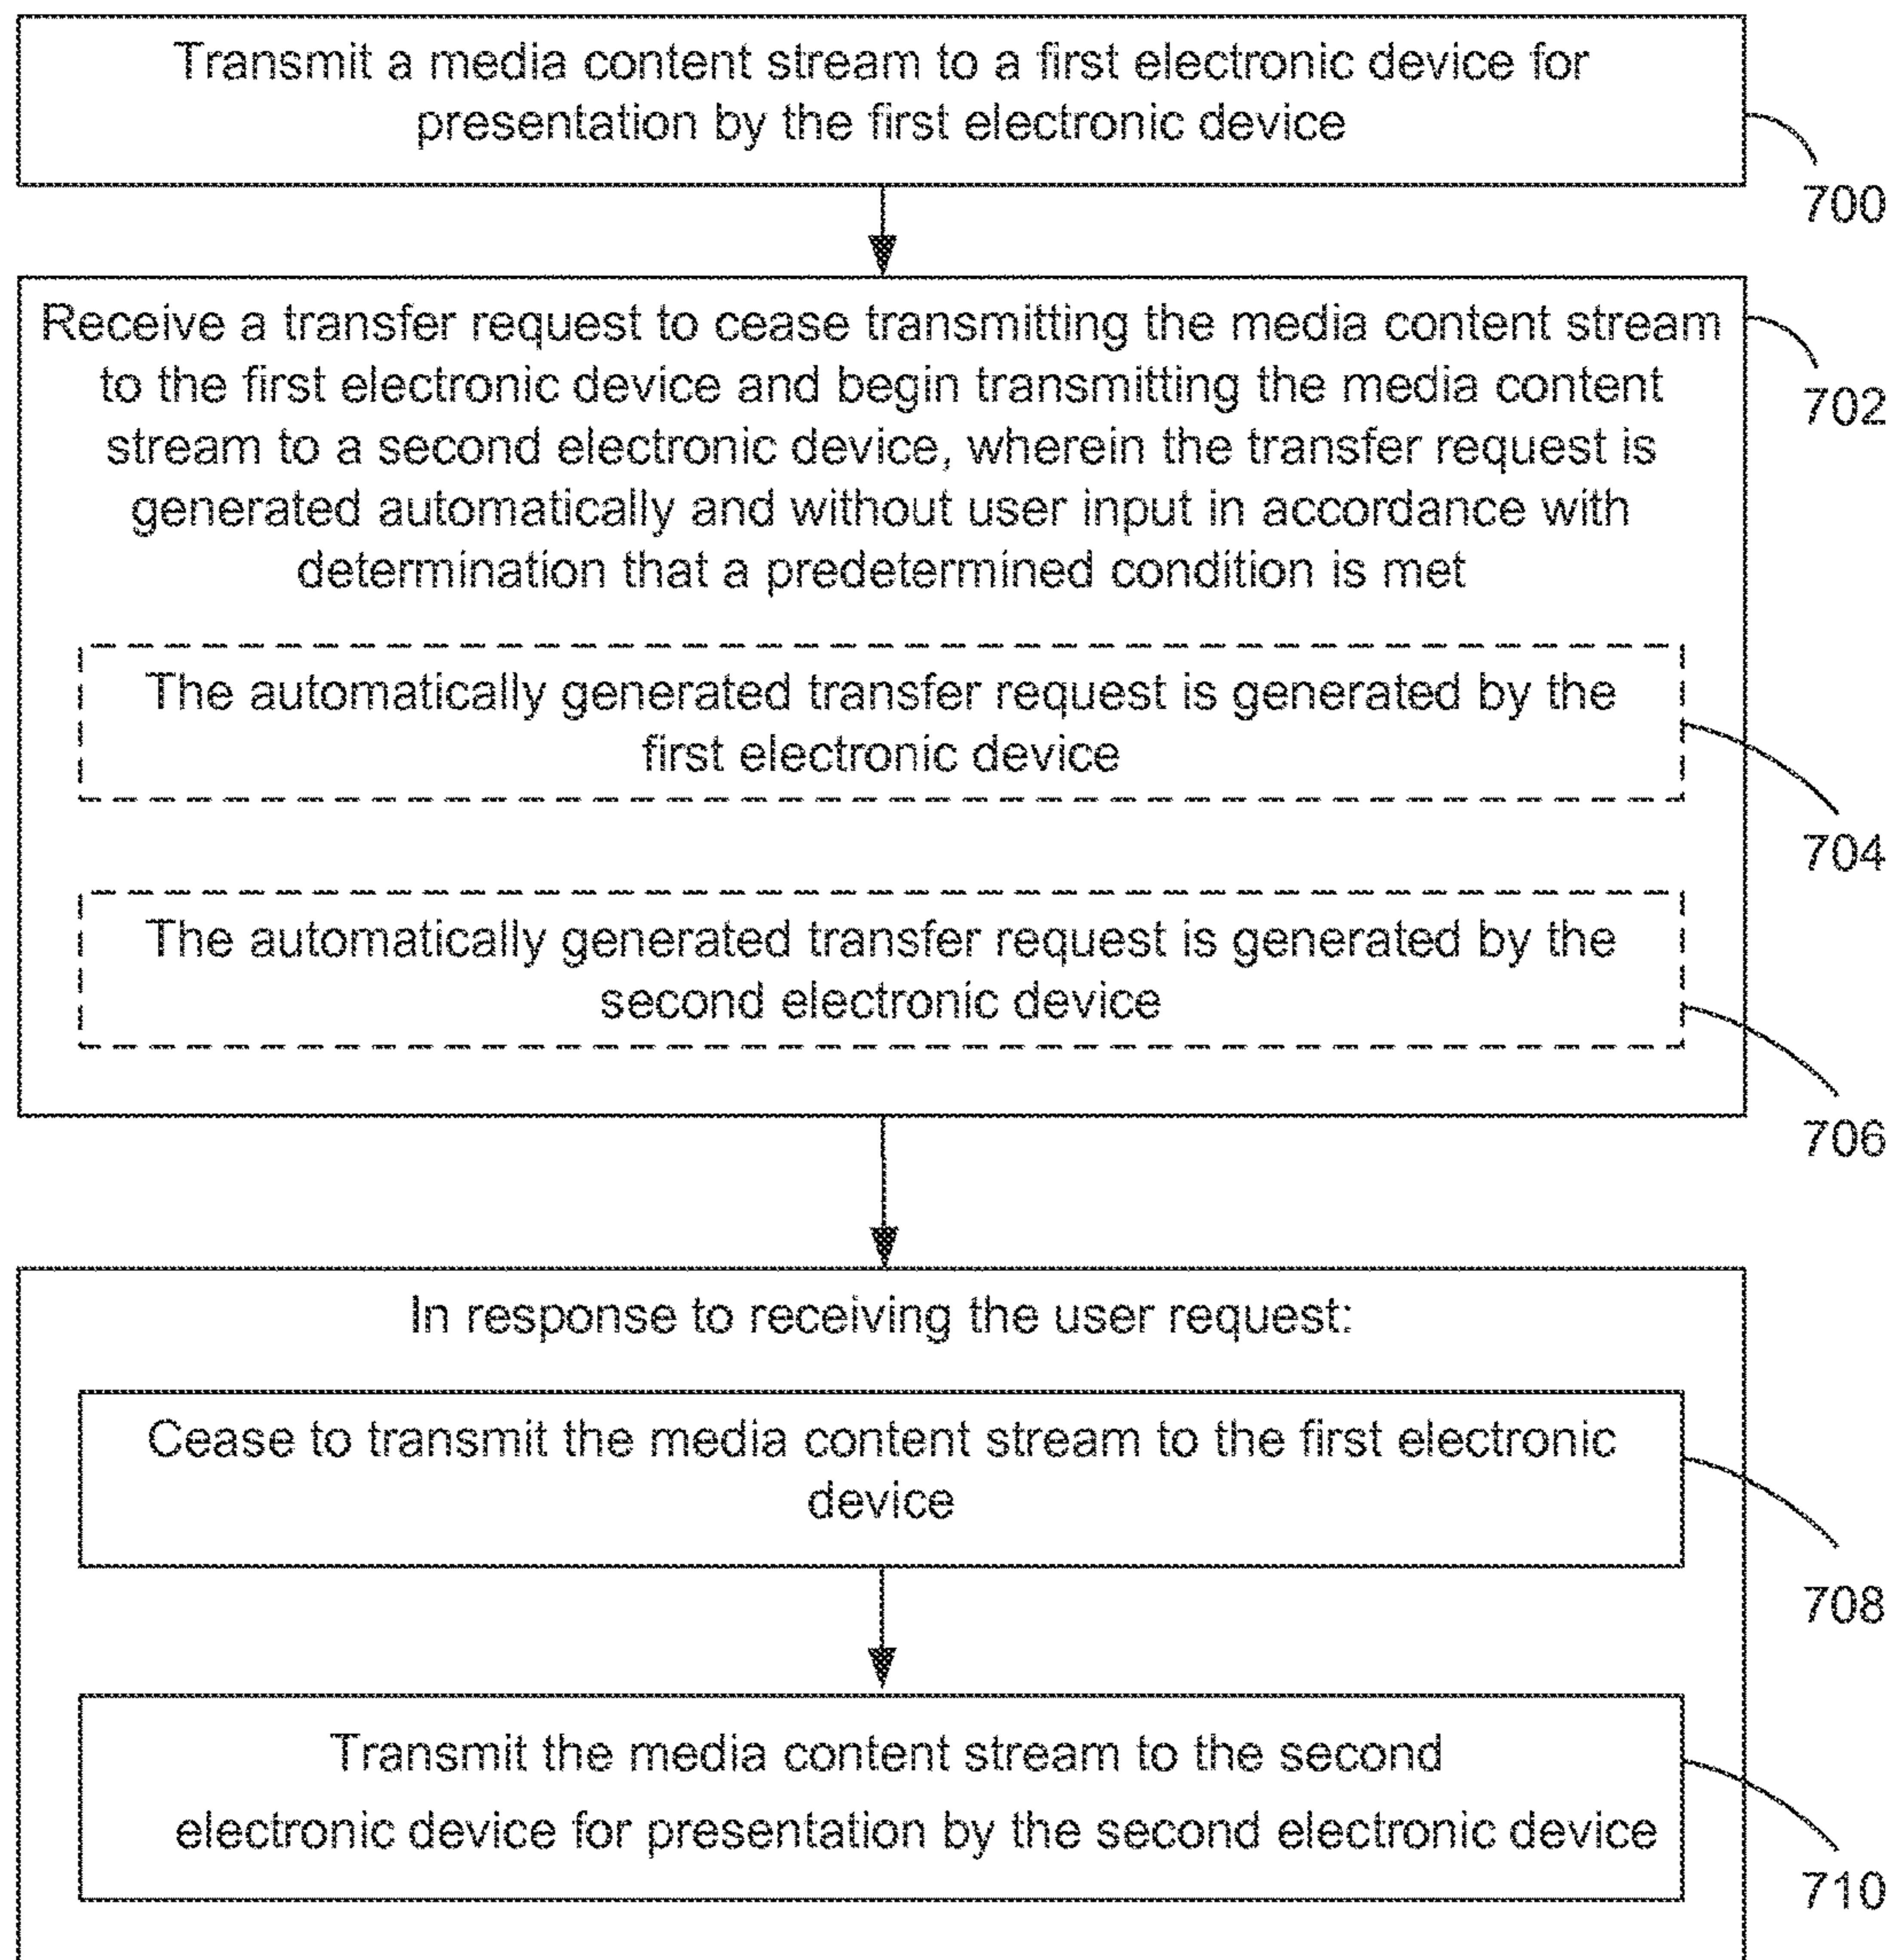 Transmit a media content stream to a first electronic device for
presentation by the first electronic device
700
Receive a transfer request to cease transmitting the media content stream
to the first electronic device and begin transmitting the media content
stream to a second electronic device, wherein the transfer request is
generated automatically and without user input in accordance with
determination that a predetermined condition is met
702
The automatically generated transfer request is generated by the
first electronic device
704
The automatically generated transfer request is generated by the
second electronic device
706
In response to receiving the user request:
Cease to transmit the media content stream to the first electronic
device
708
Transmit the media content stream to the second
electronic device for presentation by the second electronic device
710